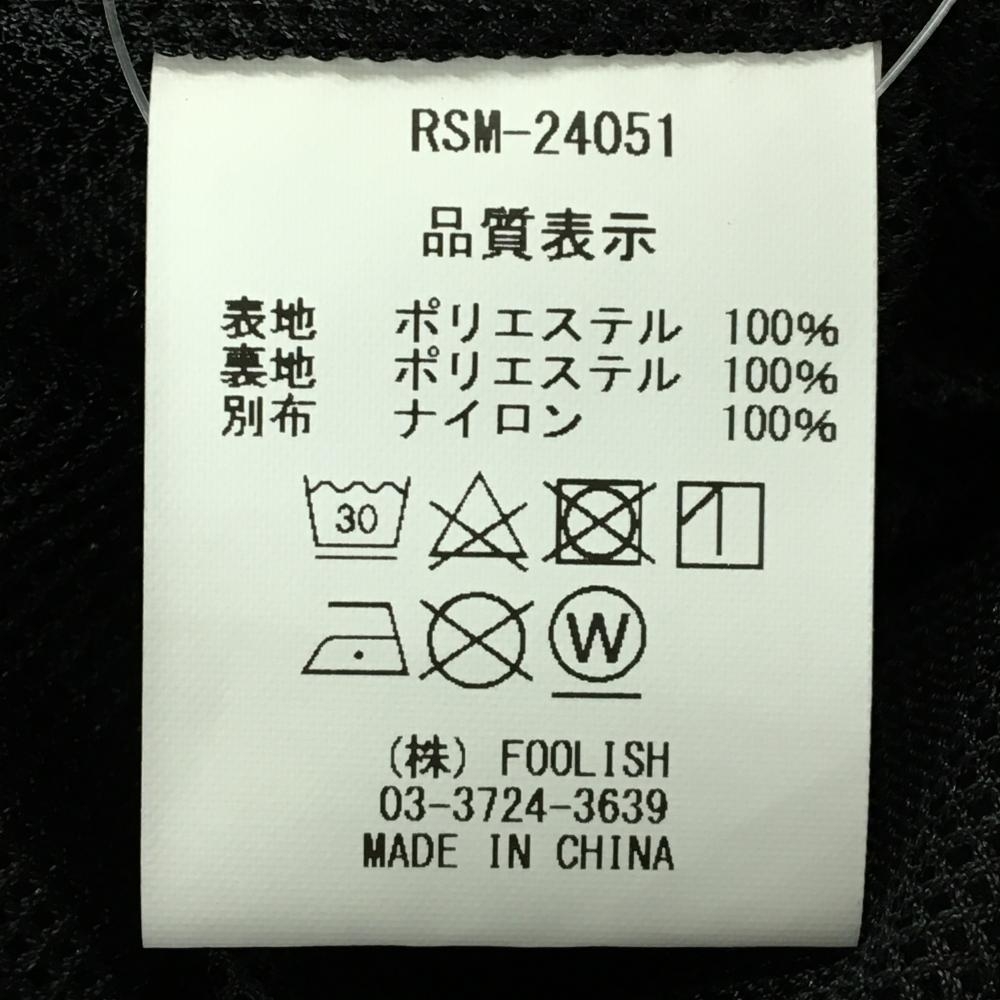 RSM-24051
品質表示
表地 ポリエステル 100%
裏地 ポリエステル 100%
別布 ナイロン 100%
30
W
(株) FOOLISH
03-3724-3639
MADE IN CHINA